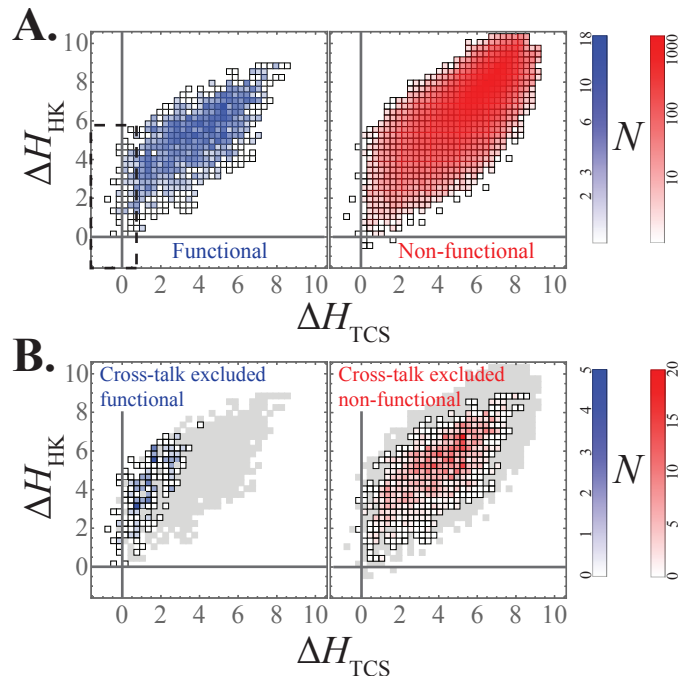 A.
10
8
6
4
2
0
ΔH_HK
Functional
Non-functional
0 2 4 6 8 10
0 2 4 6 8 10
ΔH_TCS
18
10
6
3
2
N
1000
100
10
B.
10
8
6
4
2
0
ΔH_HK
Cross-talk excluded
functional
Cross-talk excluded
non-functional
0 2 4 6 8 10
0 2 4 6 8 10
ΔH_TCS
5
4
3
2
1
0
N
20
15
10
5
0